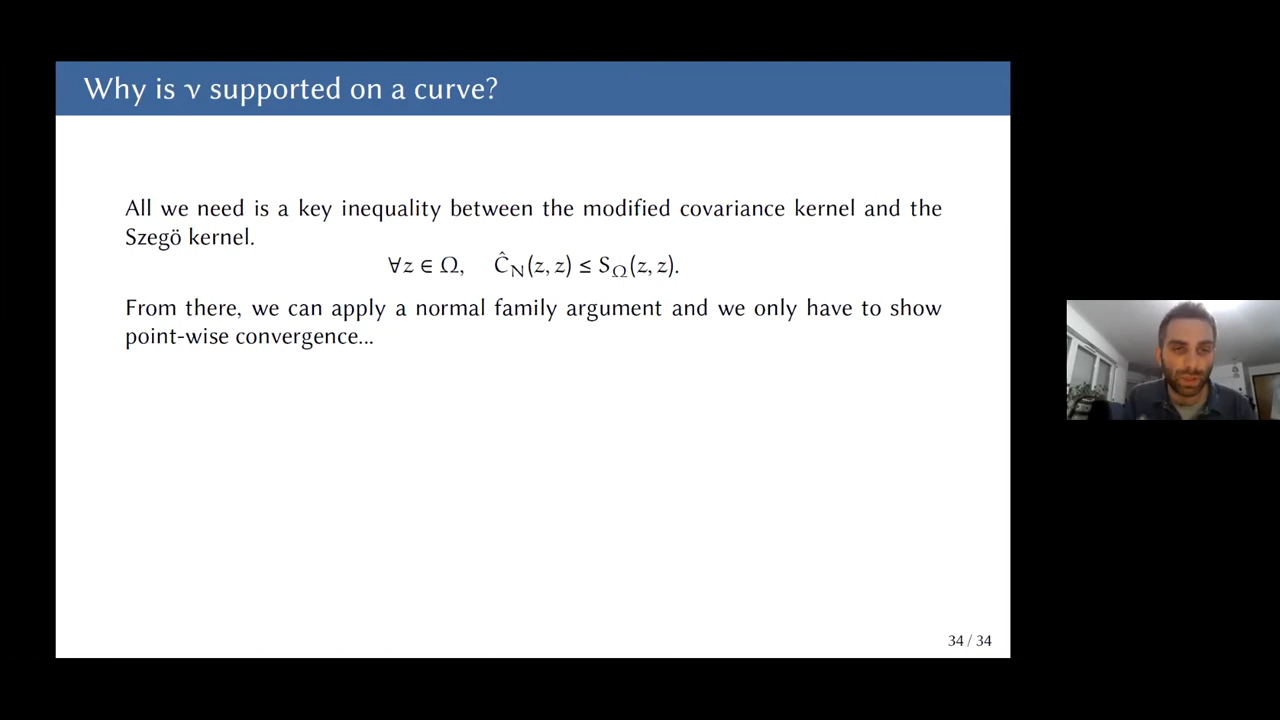 Why is ν supported on a curve?
All we need is a key inequality between the modified covariance kernel and the
Szegö kernel.
∀z ∈ Ω, Ĉ_N(z, z) ≤ S_Ω(z, z).
From there, we can apply a normal family argument and we only have to show
point-wise convergence...
34 / 34